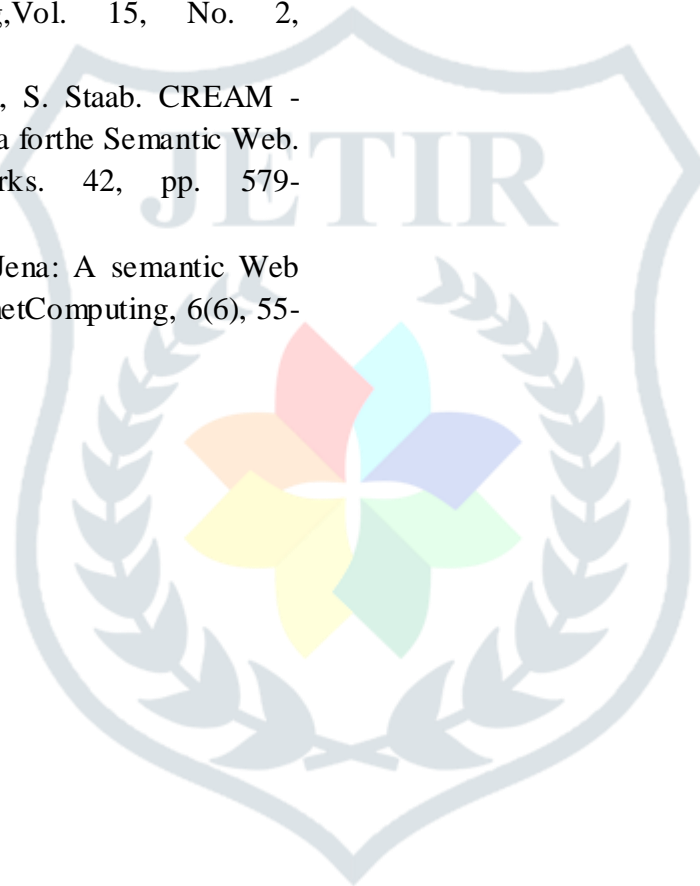 g,Vol. 15, No. 2,
, S. Staab. CREAM -
a forthe Semantic Web.
rks. 42, pp. 579-
Jena: A semantic Web
netComputing, 6(6), 55-
JETIR